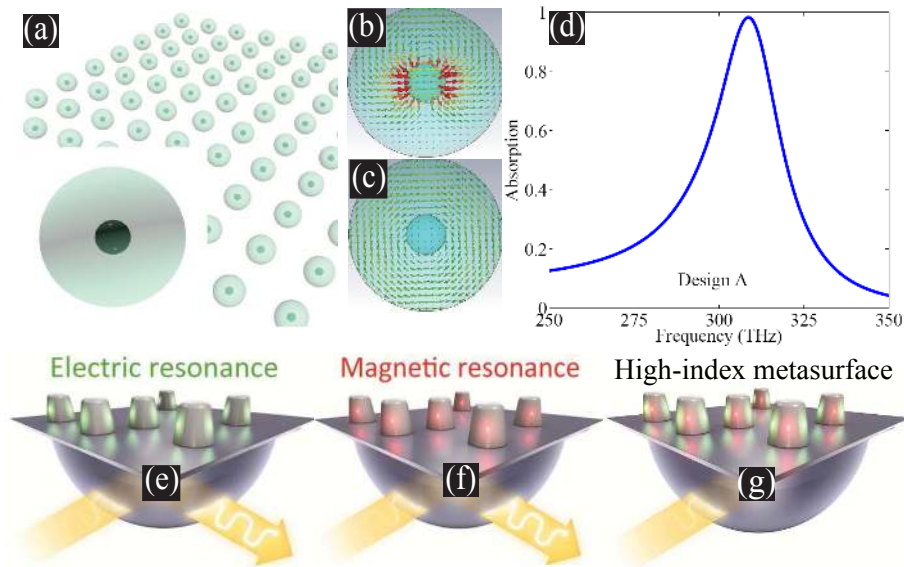 (a)
(b)
(c)
(d)
1
0.8
0.6
0.4
0.2
0
Absorption
Design A
250
275
300
325
350
Frequency (THz)
Electric resonance
Magnetic resonance
High-index metasurface
(e)
(f)
(g)